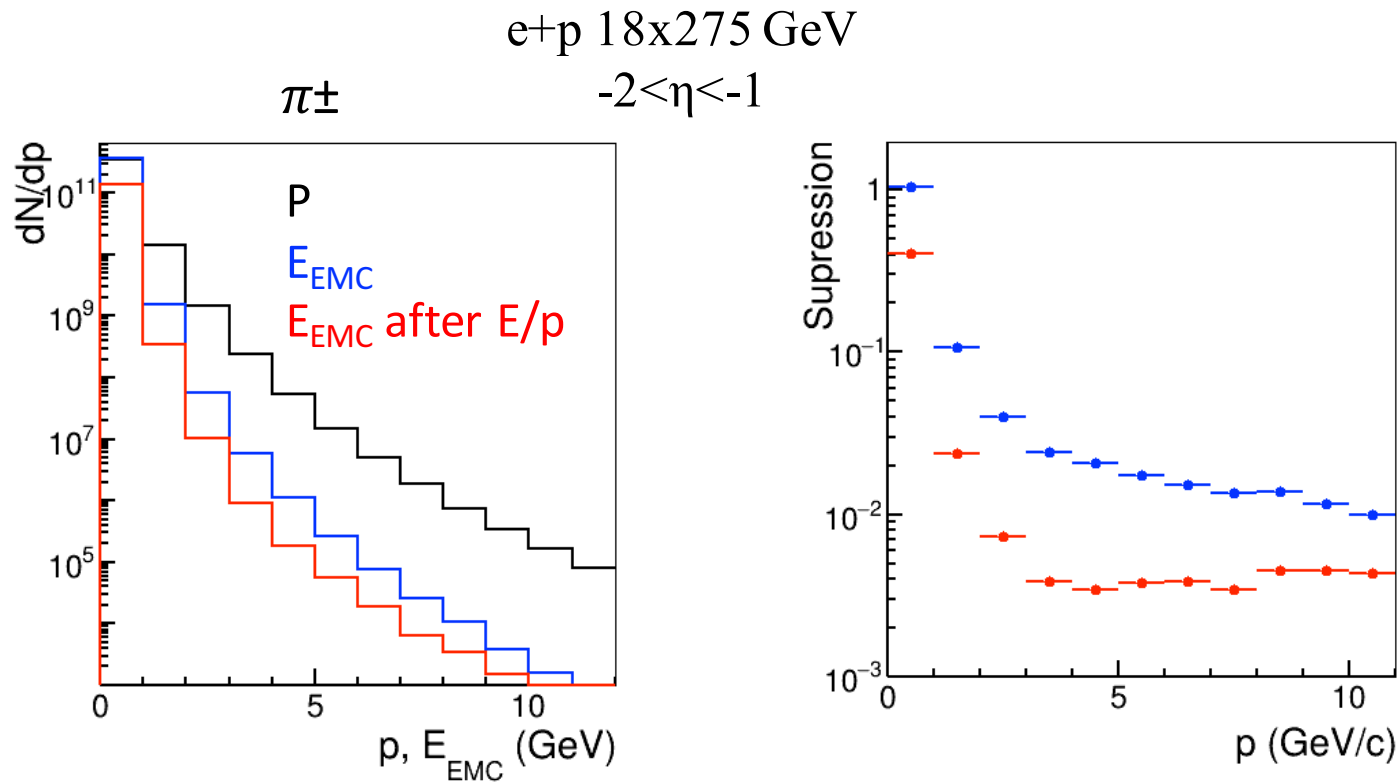 e+p 18x275 GeV
π± -2<η<-1
dN/dp
10¹¹
10⁹
10⁷
10⁵
P
E_EMC
E_EMC after E/p
0 5 10
p, E_EMC (GeV)
Supression
1
10⁻¹
10⁻²
10⁻³
0 5 10
p (GeV/c)